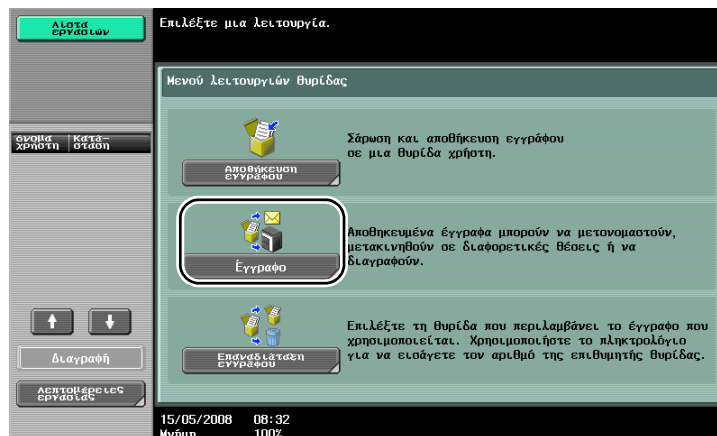 Λίστα
εργασιών
Επιλέξτε μια λειτουργία.
Μενού λειτουργιών θυρίδας
όνομα
χρήστη
Κατά-
σταση
Σάρωση και αποθήκευση εγγράφου
σε μια θυρίδα χρήστη.
Αποθήκευση
εγγράφου
Αποθηκευμένα έγγραφα μπορούν να μετονομαστούν,
μετακινηθούν σε διαφορετικές θέσεις ή να
διαγραφούν.
Έγγραφο
Επιλέξτε τη θυρίδα που περιλαμβάνει το έγγραφο που
χρησιμοποιείται. Χρησιμοποιήστε το πληκτρολόγιο
για να εισάγετε τον αριθμό της επιθυμητής θυρίδας.
Επαναδιάταξη
εγγράφου
Διαγραφή
Λεπτομέρειες
εργασίας
15/05/2008 08:32
Μνήμη 100%